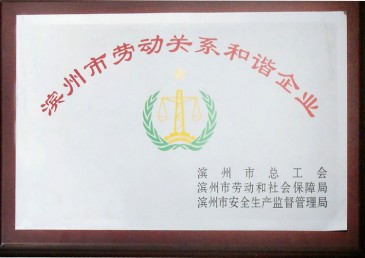 滨州市劳动关系和谐企业
滨州市总工会
滨州市劳动和社会保障局
滨州市安全生产监督管理局